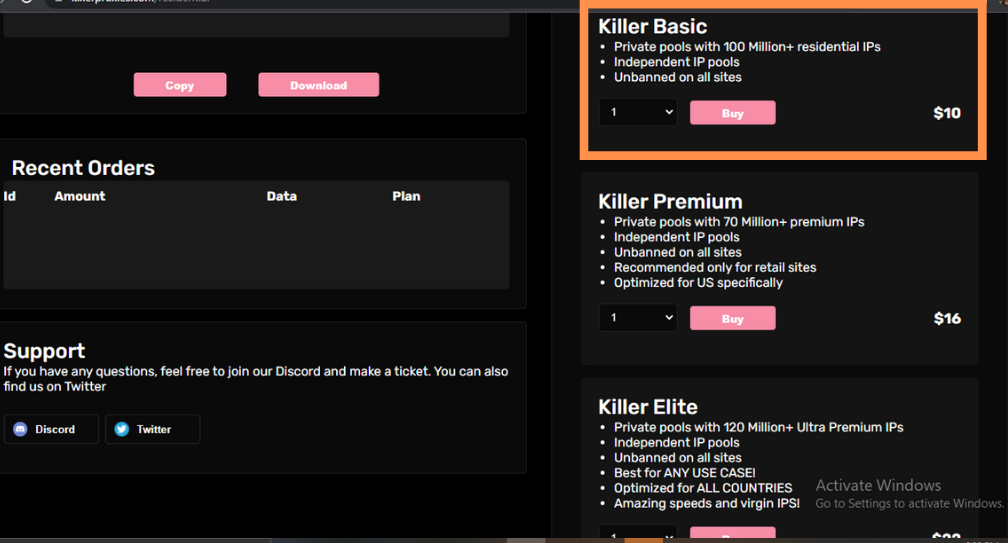 Copy
Download
Recent Orders
Id Amount Data Plan
Support
If you have any questions, feel free to join our Discord and make a ticket. You can also
find us on Twitter
Discord
Twitter
Killer Basic
Private pools with 100 Million+ residential IPs
Independent IP pools
Unbanned on all sites
1 Buy $10
Killer Premium
Private pools with 70 Million+ premium IPs
Independent IP pools
Unbanned on all sites
Recommended only for retail sites
Optimized for US specifically
1 Buy $16
Killer Elite
Private pools with 120 Million+ Ultra Premium IPs
Independent IP pools
Unbanned on all sites
Best for ANY USE CASE!
Optimized for ALL COUNTRIES
Amazing speeds and virgin IPS!
Activate Windows
Go to Settings to activate Windows.